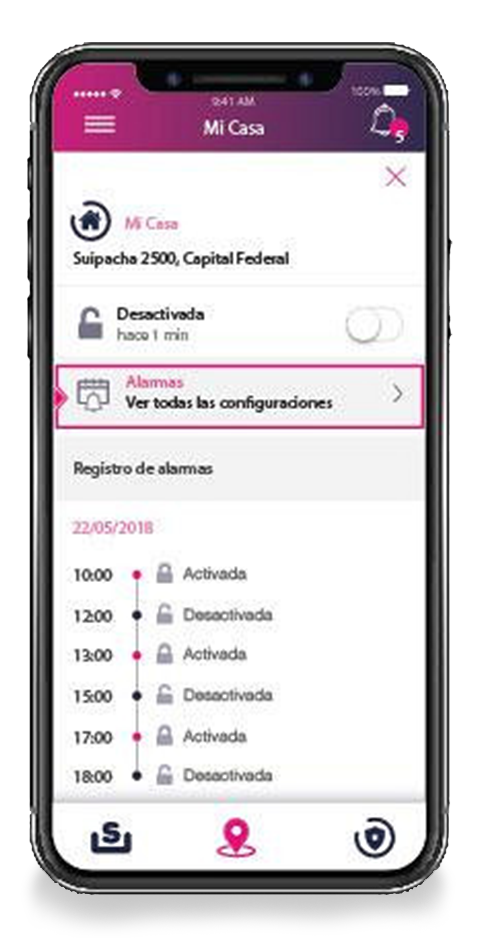 100%
9:41 AM
Mi Casa
5
Mi Casa
Suipacha 2500, Capital Federal
Desactivada
hace 1 min
Alarmas
Ver todas las configuraciones
Registro de alarmas
22/05/2018
10:00 Activada
12:00 Desactivada
13:00 Activada
15:00 Desactivada
17:00 Activada
18:00 Desactivada
S